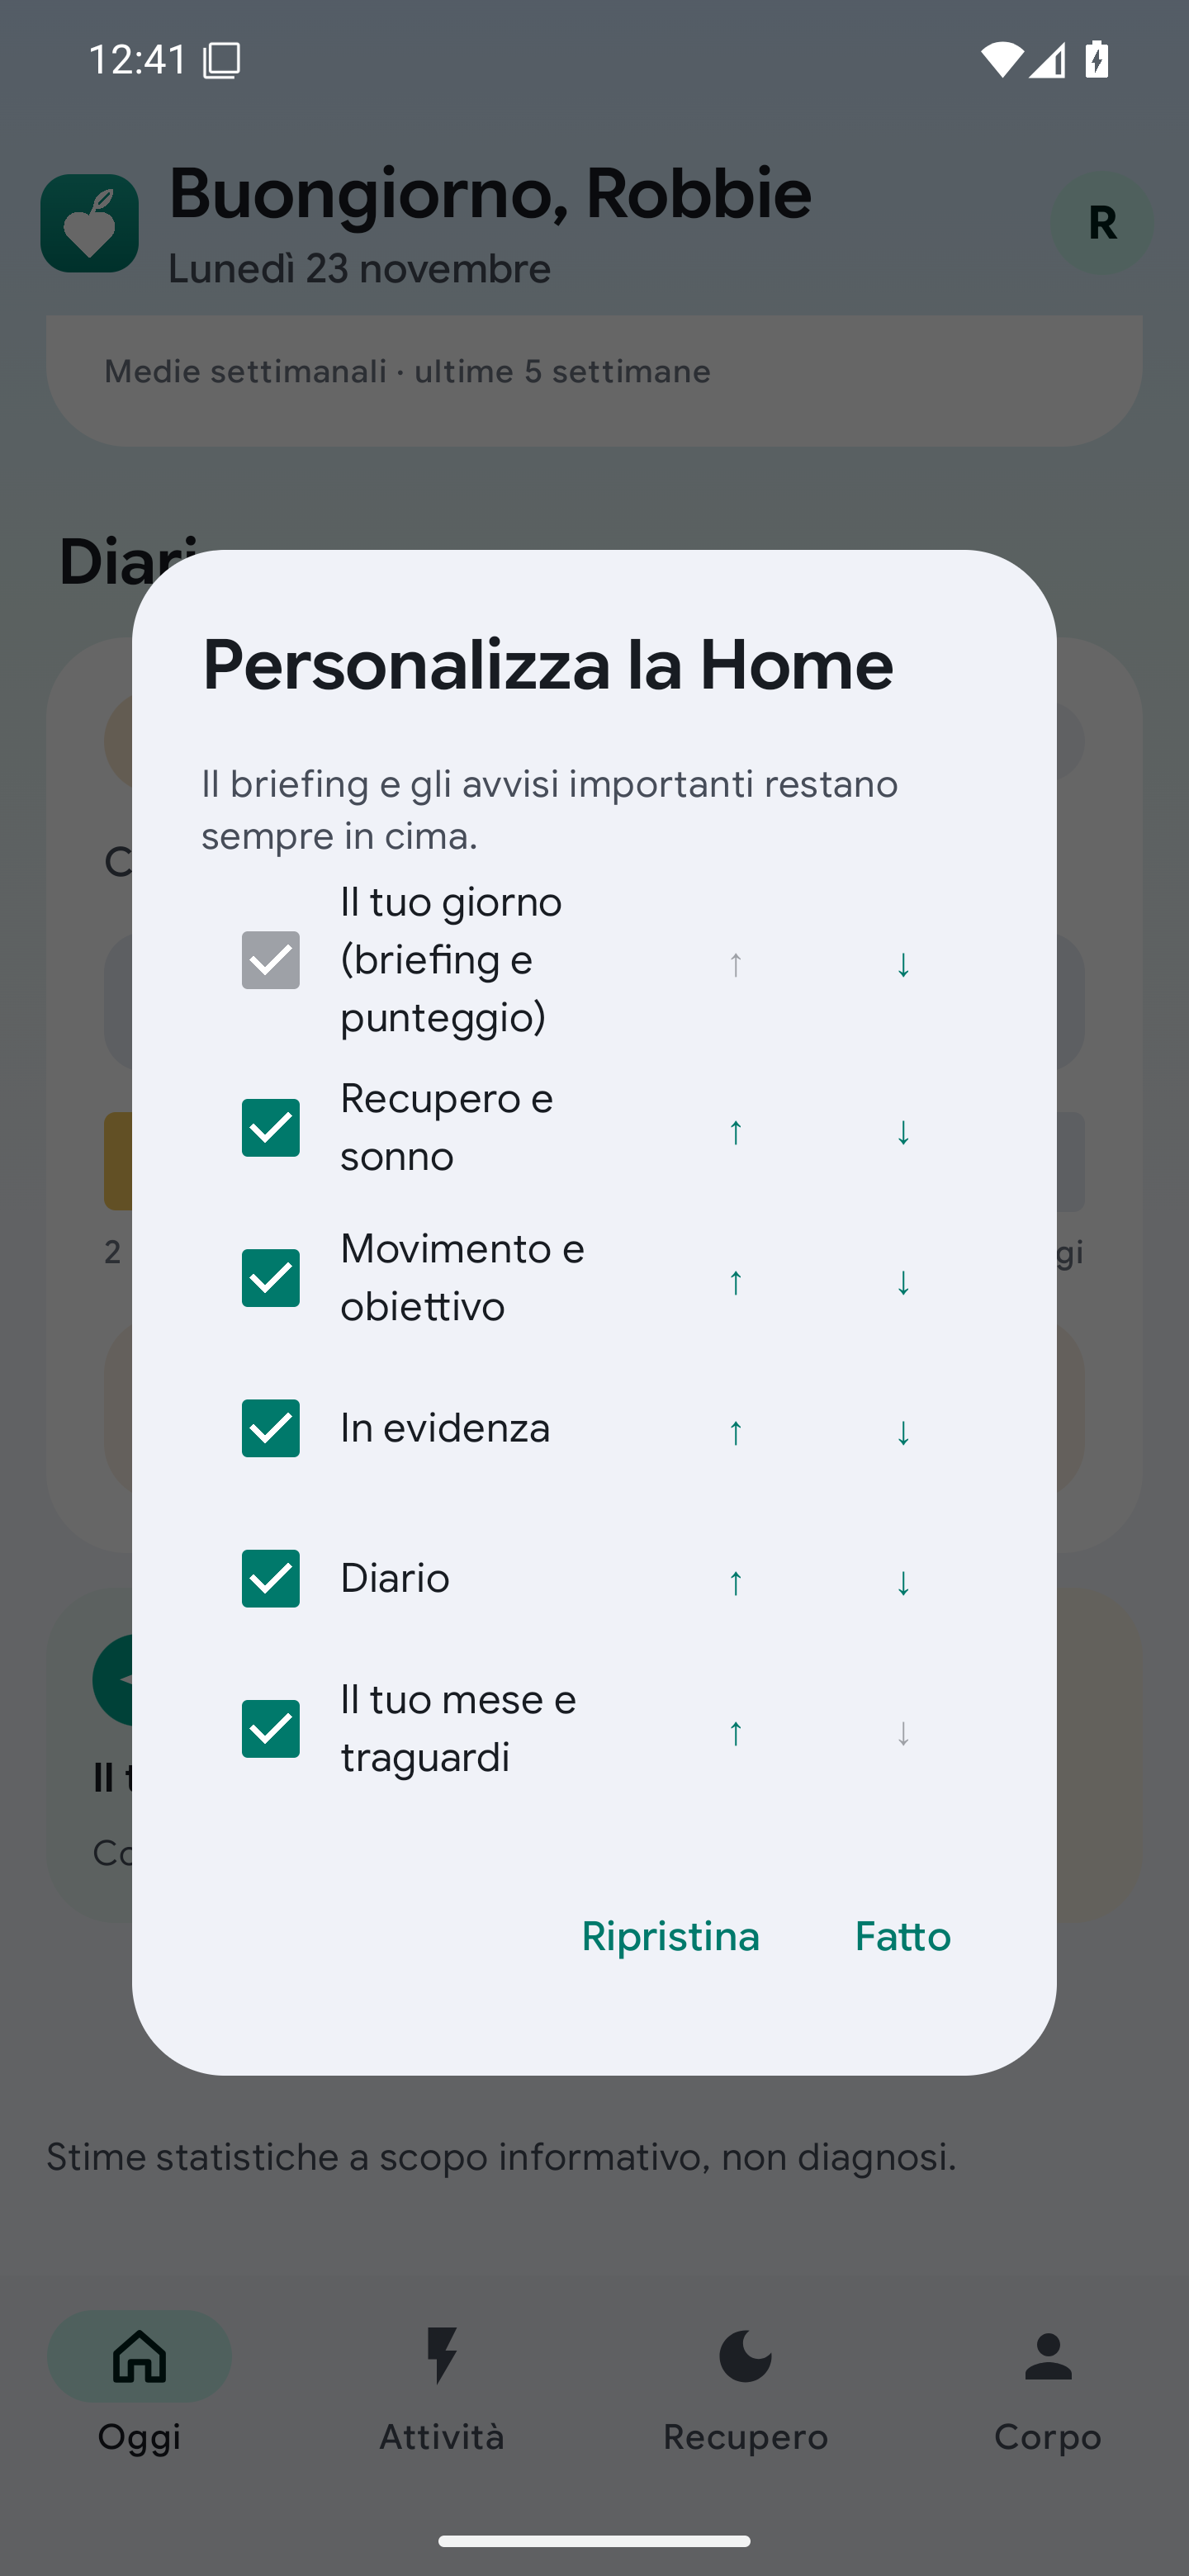 12:41
Buongiorno, Robbie
R
Lunedì 23 novembre
Medie settimanali · ultime 5 settimane
Personalizza la Home
Il briefing e gli avvisi importanti restano
sempre in cima.
Il tuo giorno
(briefing e
punteggio)
↑ ↓
Recupero e
sonno
↑ ↓
Movimento e
obiettivo
↑ ↓
In evidenza
↑ ↓
Diario
↑ ↓
Il tuo mese e
traguardi
↑ ↓
Ripristina Fatto
Stime statistiche a scopo informativo, non diagnosi.
Oggi Attività Recupero Corpo